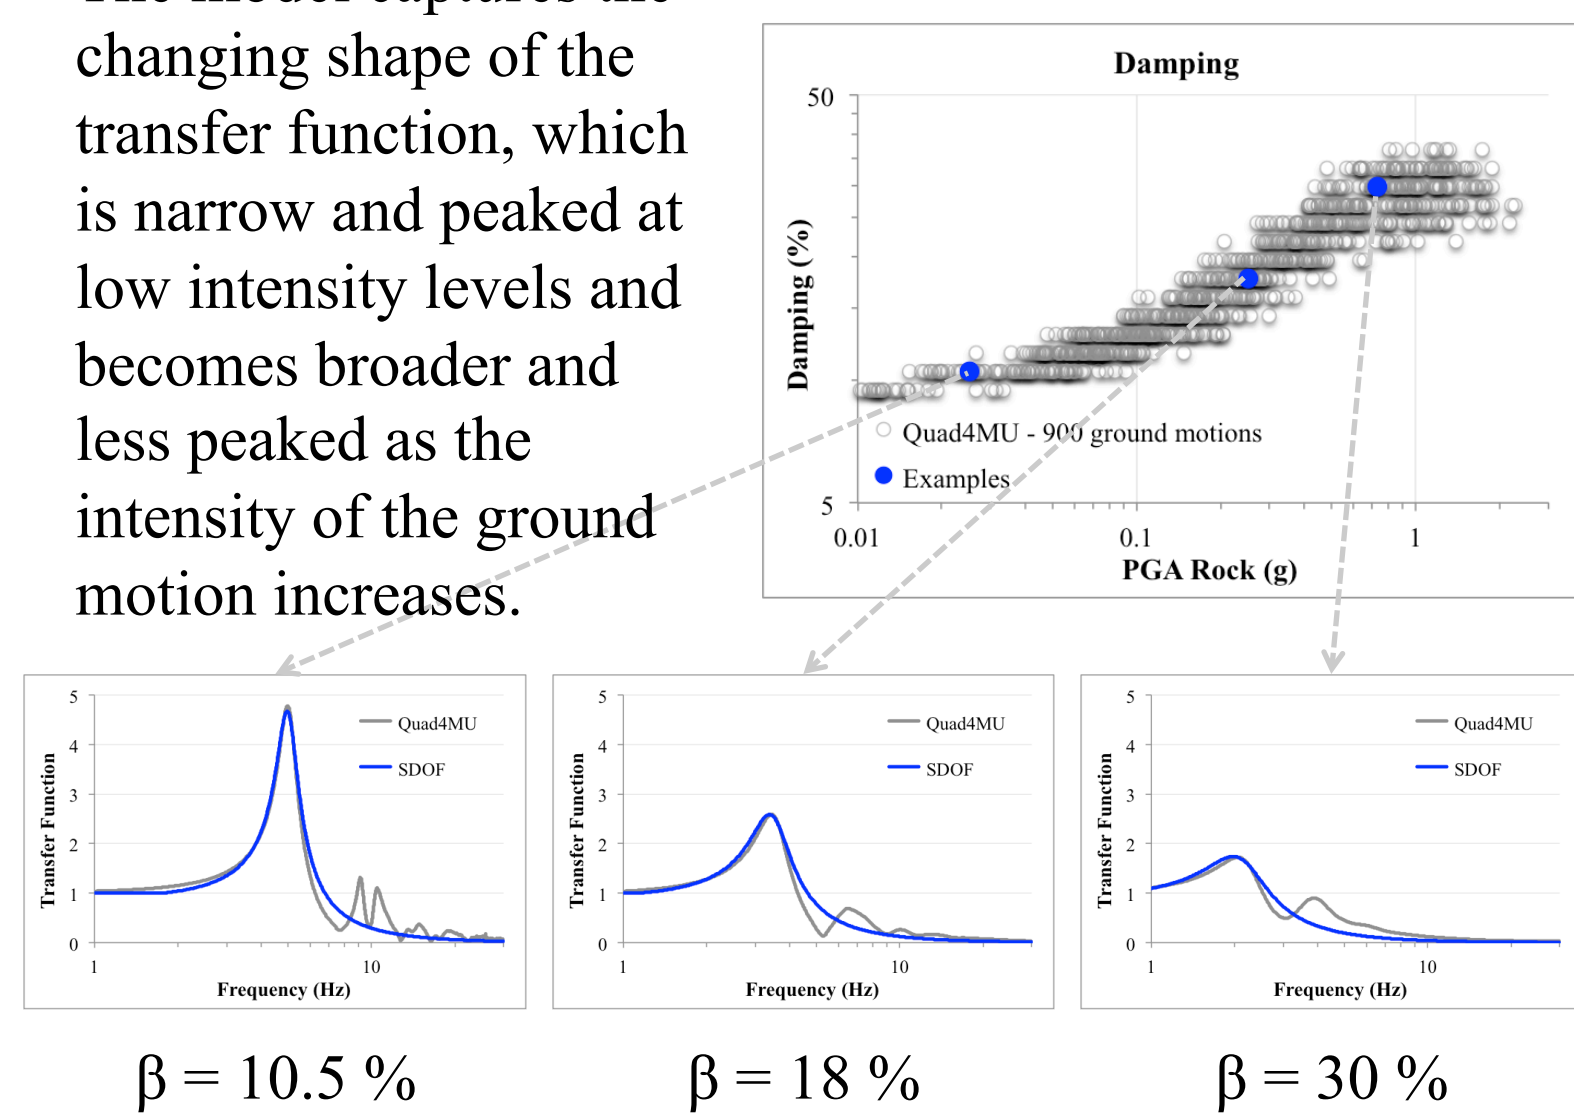 The model captures the
changing shape of the
transfer function, which
is narrow and peaked at
low intensity levels and
becomes broader and
less peaked as the
intensity of the ground
motion increases.
Damping
50
5
Damping (%)
Quad4MU - 900 ground motions
Examples
0.01
0.1
1
PGA Rock (g)
5
4
3
2
1
0
Transfer Function
Quad4MU
SDOF
1
10
Frequency (Hz)
β = 10.5 %
5
4
3
2
1
0
Transfer Function
Quad4MU
SDOF
1
10
Frequency (Hz)
β = 18 %
5
4
3
2
1
0
Transfer Function
Quad4MU
SDOF
1
10
Frequency (Hz)
β = 30 %